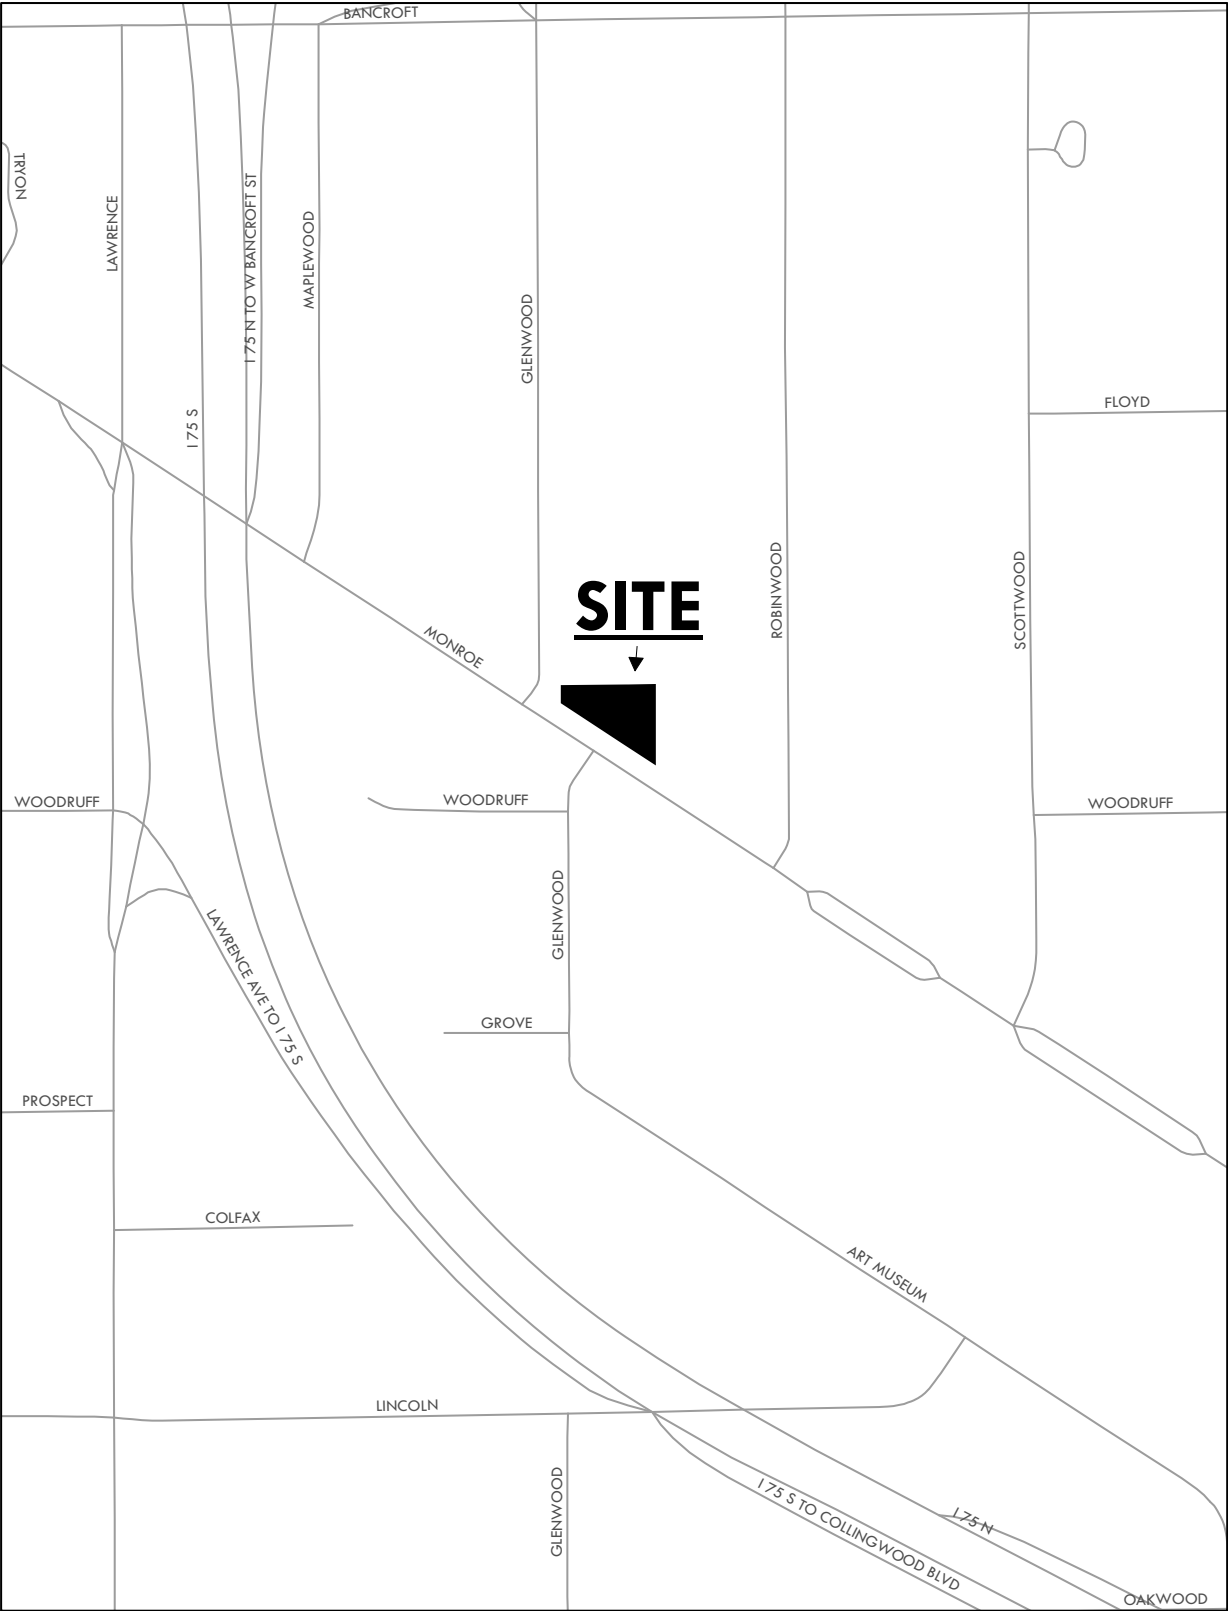 BANCROFT
TRYON
LAWRENCE
I 75 N TO W BANCROFT ST
MAPLEWOOD
GLENWOOD
I 75 S
FLOYD
ROBINWOOD
SCOTTWOOD
SITE
MONROE
WOODRUFF
WOODRUFF
WOODRUFF
GLENWOOD
LAWRENCE AVE TO I 75 S
GROVE
PROSPECT
COLFAX
ART MUSEUM
LINCOLN
GLENWOOD
I 75 S TO COLLINGWOOD BLVD
I 75 N
OAKWOOD